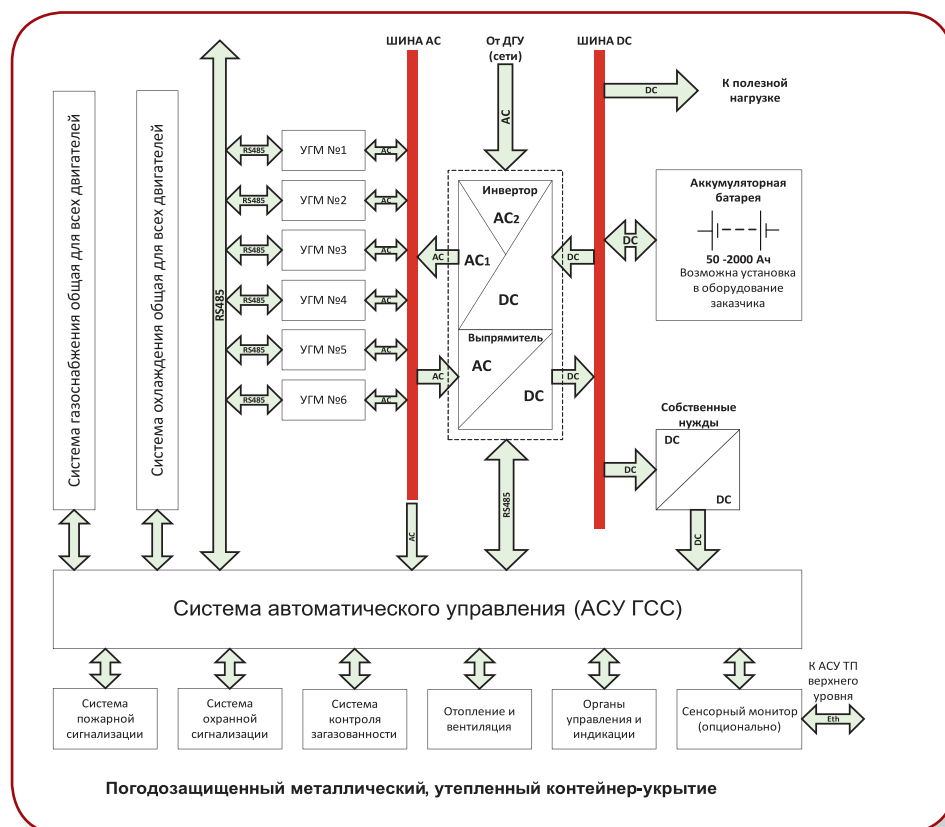 ШИНА AC
От ДГУ
(сети)
ШИНА DC
Система газоснабжения общая для всех двигателей
Система охлаждения общая для всех двигателей
RS485
AC
DC
К полезной
нагрузке
RS485
УГМ №1
AC
RS485
УГМ №2
AC
RS485
УГМ №3
AC
RS485
УГМ №4
AC
RS485
УГМ №5
AC
RS485
УГМ №6
AC
Инвертор
AC2
AC1
DC
AC
DC
Выпрямитель
AC
DC
AC
DC
DC
Аккумуляторная
батарея
50 -2000 Ач
Возможна установка
в оборудование
заказчика
Собственные
нужды
DC
DC
DC
DC
AC
RS485
Система автоматического управления (АСУ ГСС)
Система
пожарной
сигнализации
Система
охранной
сигнализации
Система
контроля
загазованности
Отопление и
вентиляция
Органы
управления и
индикации
Сенсорный монитор
(опционально)
К АСУ ТП
верхнего
уровня
Eth
Погодозащищенный металлический, утепленный контейнер-укрытие